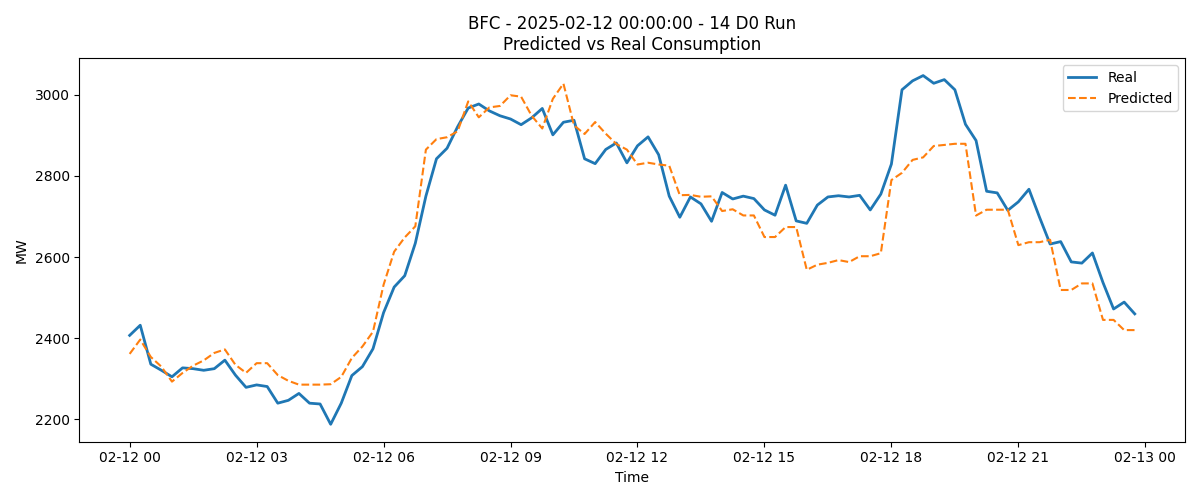 BFC - 2025-02-12 00:00:00 - 14 D0 Run
Predicted vs Real Consumption
Real
Predicted
MW
3000
2800
2600
2400
2200
02-12 00
02-12 03
02-12 06
02-12 09
02-12 12
02-12 15
02-12 18
02-12 21
02-13 00
Time